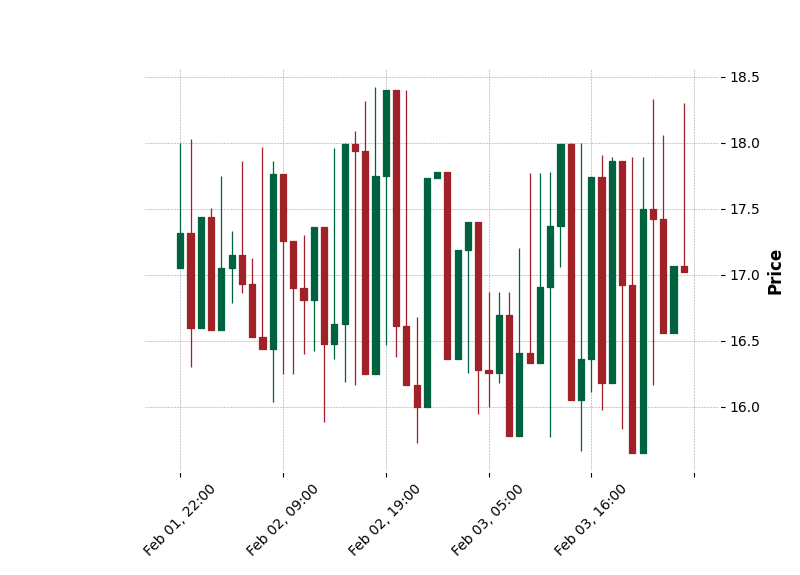 18.5
18.0
17.5
17.0
16.5
16.0
Price
Feb 01, 22:00
Feb 02, 09:00
Feb 02, 19:00
Feb 03, 05:00
Feb 03, 16:00